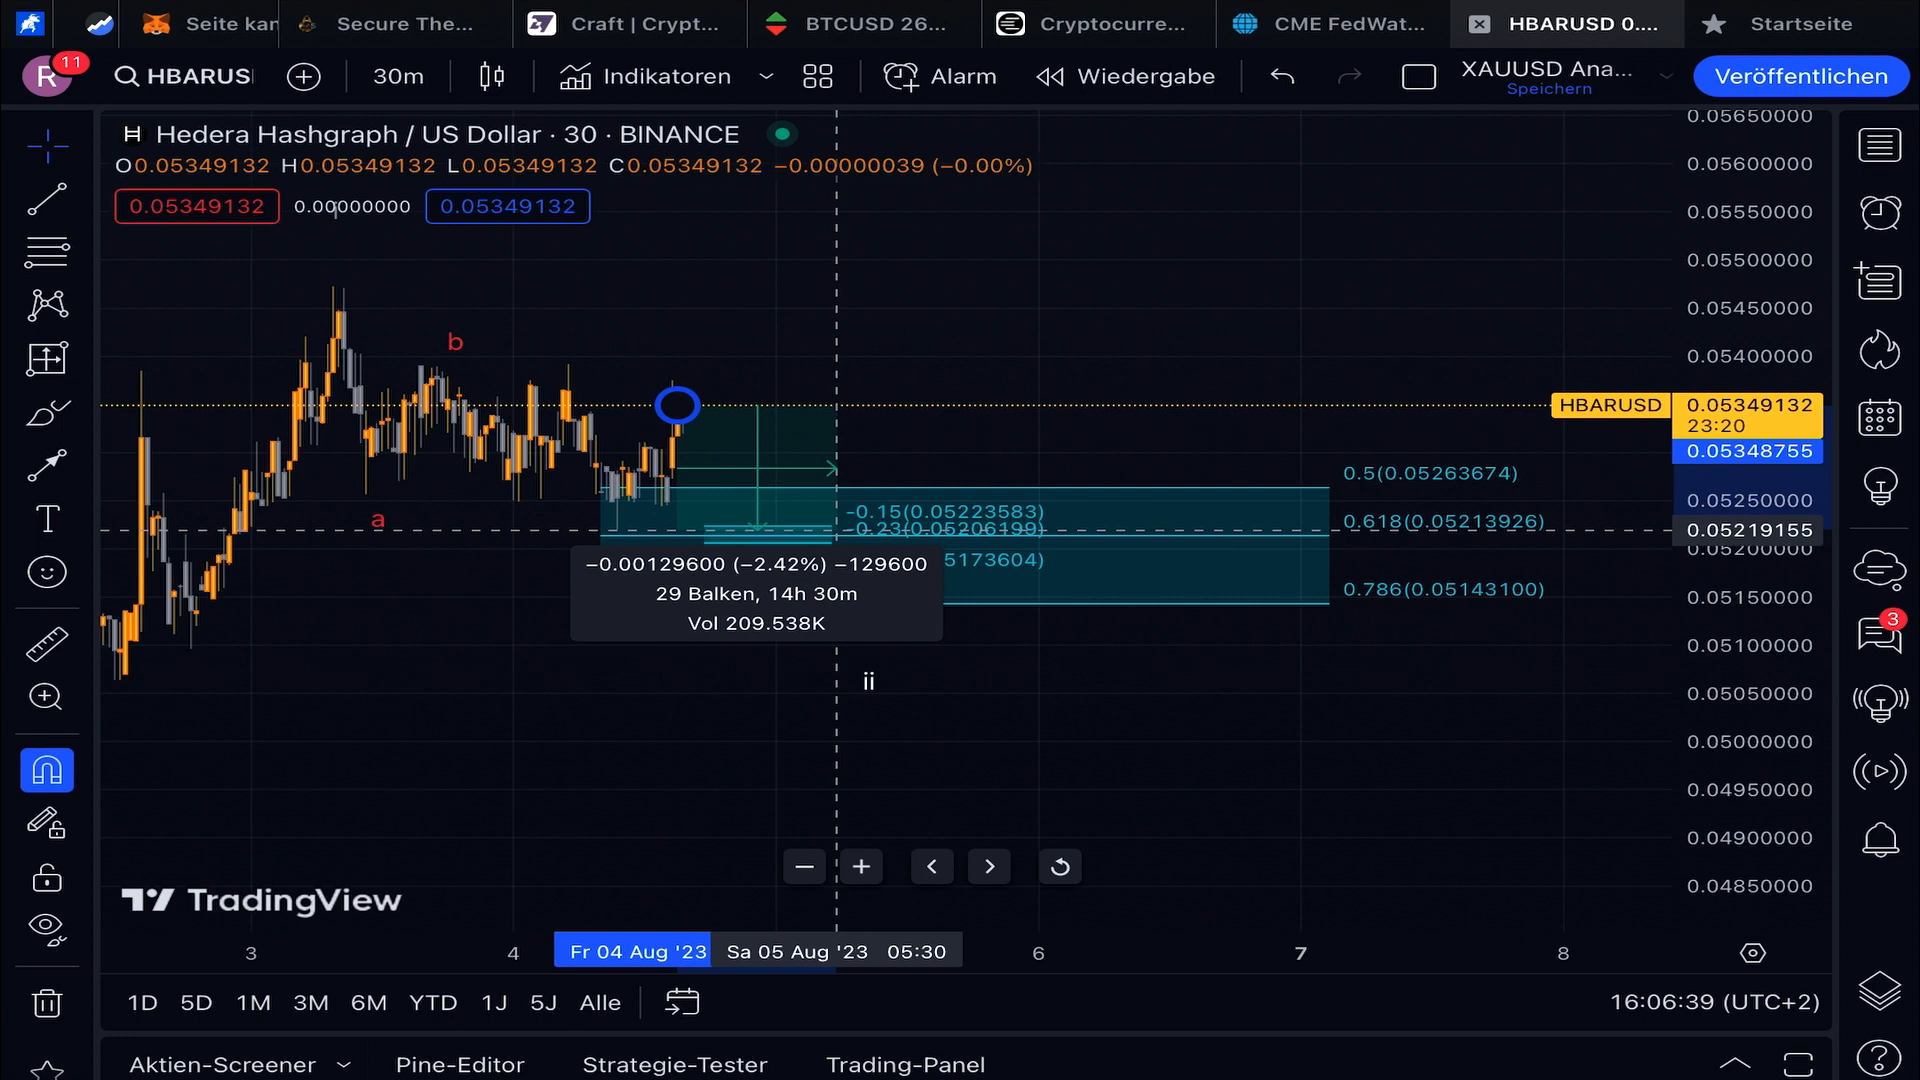 Seite kan
Secure The...
Craft | Crypt...
BTCUSD 26...
Cryptocurre...
CME FedWat...
HBARUSD 0....
Startseite
R
11
HBARUS
30m
Indikatoren
Alarm
Wiedergabe
XAUUSD Ana...
Speichern
Veröffentlichen
Hedera Hashgraph / US Dollar · 30 · BINANCE
O0.05349132 H0.05349132 L0.05349132 C0.05349132 −0.00000039 (−0.00%)
0.05349132
0.00000000
0.05349132
0.05650000
0.05600000
0.05550000
0.05500000
0.05450000
0.05400000
HBARUSD
0.05349132
23:20
0.05348755
0.05250000
0.05219155
0.05200000
0.05150000
0.05100000
0.05050000
0.05000000
0.04950000
0.04900000
0.04850000
b
a
0.5(0.05263674)
−0.15(0.05223583)
−0.23(0.05206199)
0.618(0.05213926)
5173604)
0.786(0.05143100)
−0.00129600 (−2.42%) −129600
29 Balken, 14h 30m
Vol 209.538K
ii
3
TradingView
3
4
Fr 04 Aug '23
Sa 05 Aug '23 05:30
6
7
8
1D 5D 1M 3M 6M YTD 1J 5J Alle
16:06:39 (UTC+2)
Aktien-Screener
Pine-Editor
Strategie-Tester
Trading-Panel